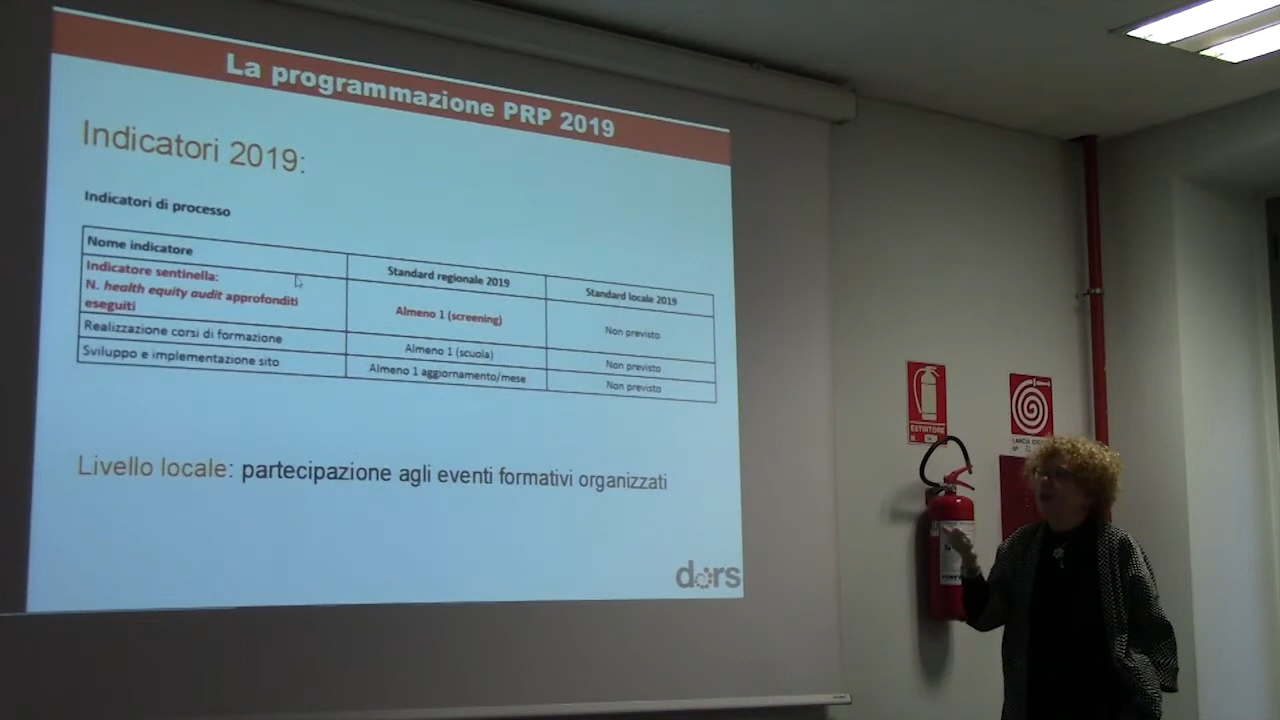 La programmazione PRP 2019
Indicatori 2019:
Indicatori di processo
Nome indicatore
Standard regionale 2019
Standard locale 2019
Indicatore sentinella:
N. health equity audit approfonditi
eseguiti
Almeno 1 (screening)
Non previsto
Realizzazione corsi di formazione
Almeno 1 (scuola)
Non previsto
Sviluppo e implementazione sito
Almeno 1 aggiornamento/mese
Non previsto
Livello locale: partecipazione agli eventi formativi organizzati
dors
ESTINTORE
LANCIA